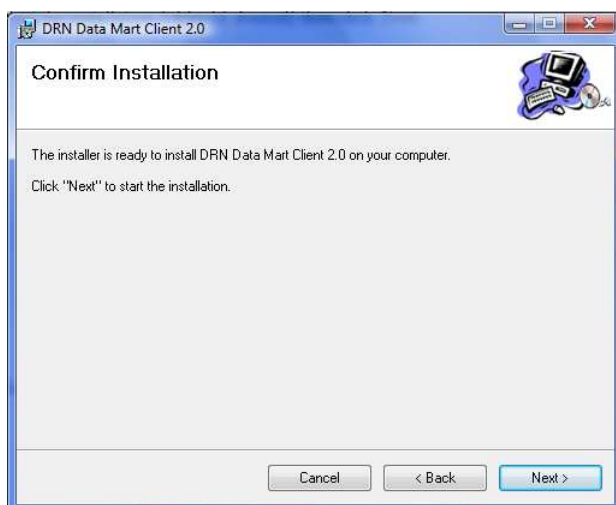 DRN Data Mart Client 2.0
Confirm Installation
The installer is ready to install DRN Data Mart Client 2.0 on your computer.
Click "Next" to start the installation.
Cancel
< Back
Next >